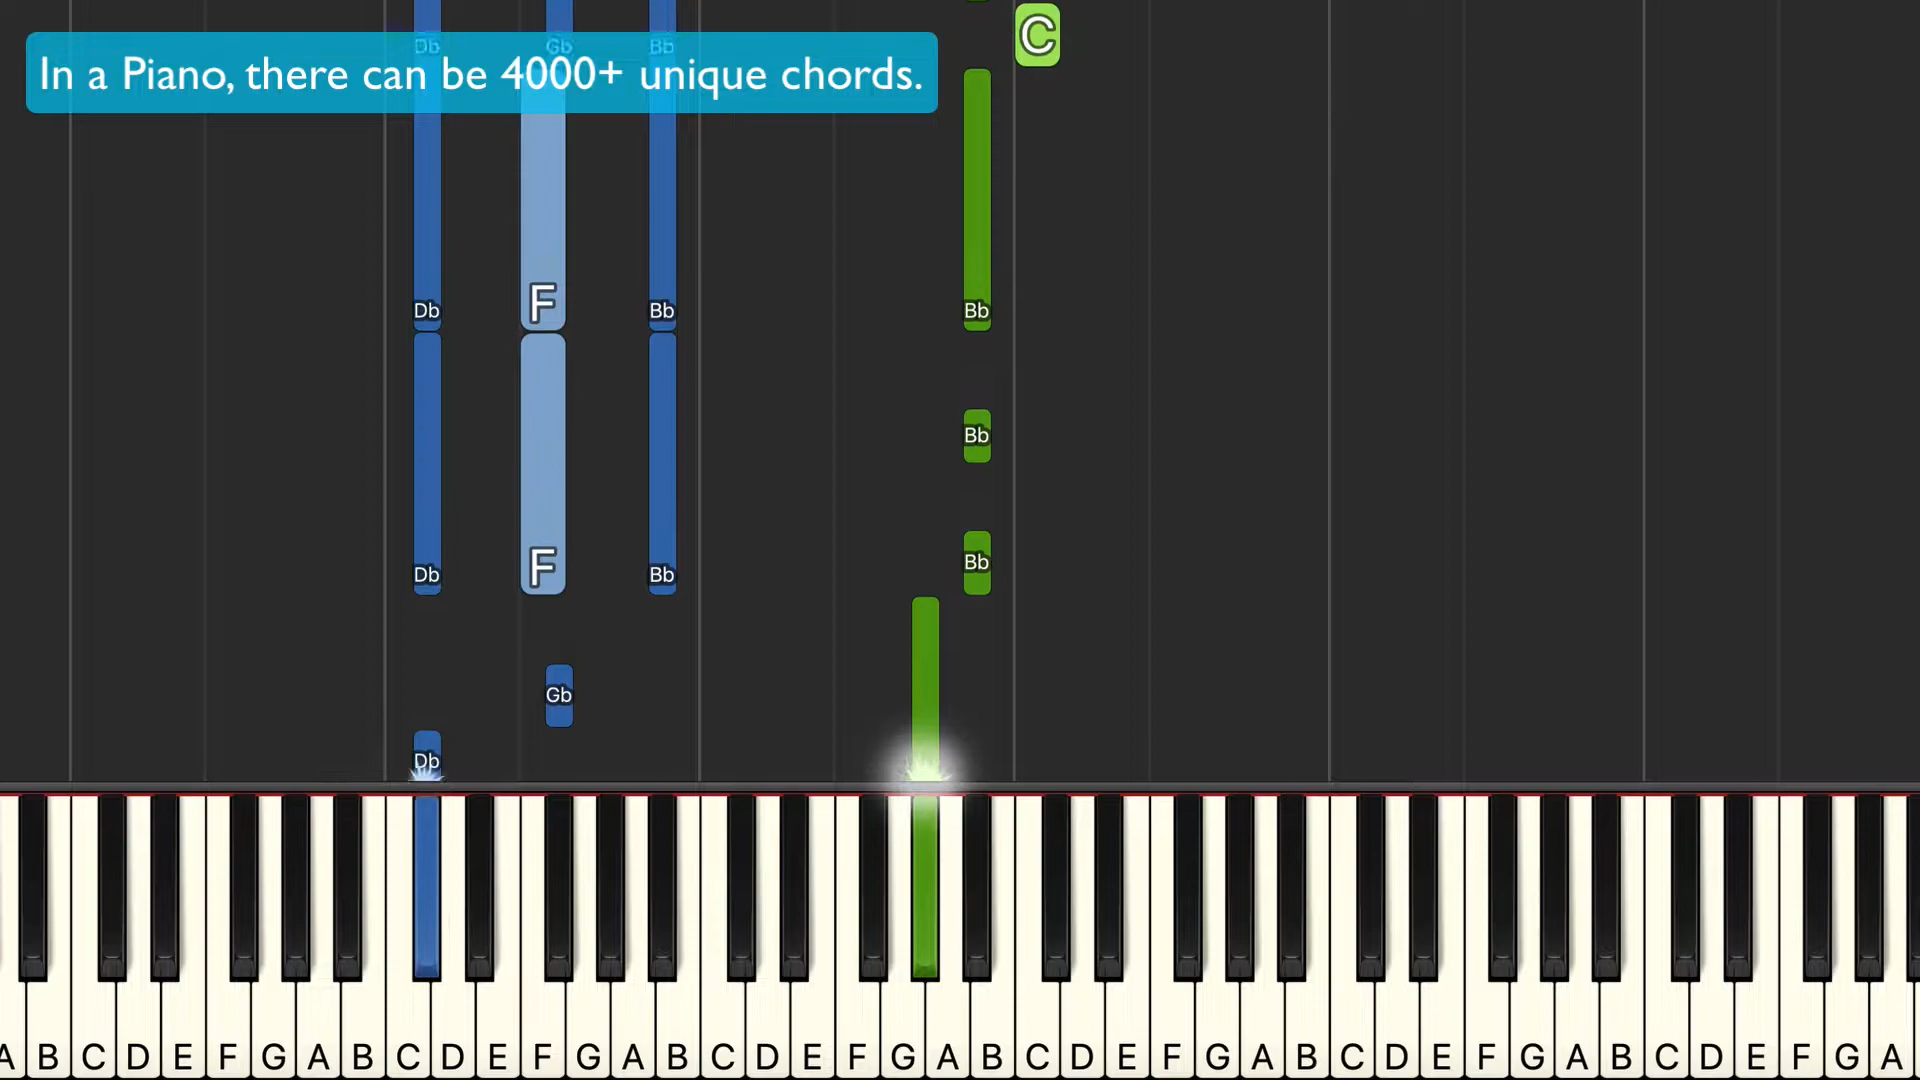 C
Db Gb Bb
In a Piano, there can be 4000+ unique chords.
Db F Bb Bb
Bb
Bb
Db F Bb
Gb
Db
A B C D E F G A B C D E F G A B C D E F G A B C D E F G A B C D E F G A B C D E F G A